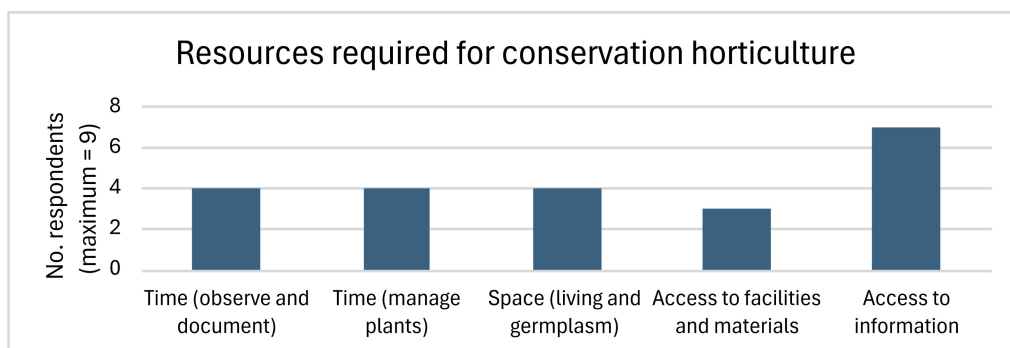 Resources required for conservation horticulture
No. respondents
(maximum = 9)
8
6
4
2
0
Time (observe and
document)
Time (manage
plants)
Space (living and
germplasm)
Access to facilities
and materials
Access to
information